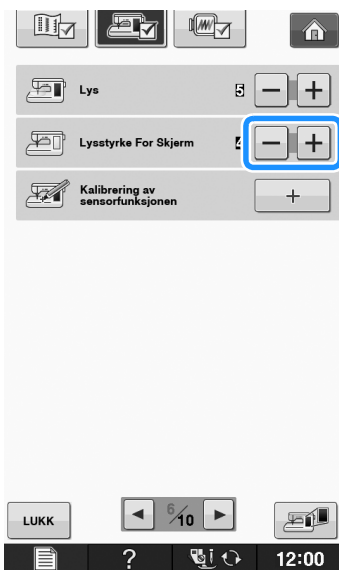 Lys 5 − +
Lysstyrke For Skjerm − +
Kalibrering av
sensorfunksjonen +
LUKK 6/10
? 12:00